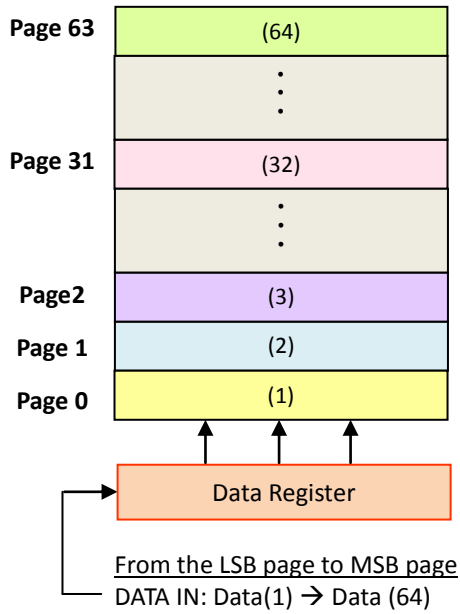 Page 63 (64)
Page 31 (32)
Page2 (3)
Page 1 (2)
Page 0 (1)
Data Register
From the LSB page to MSB page
DATA IN: Data(1) → Data (64)